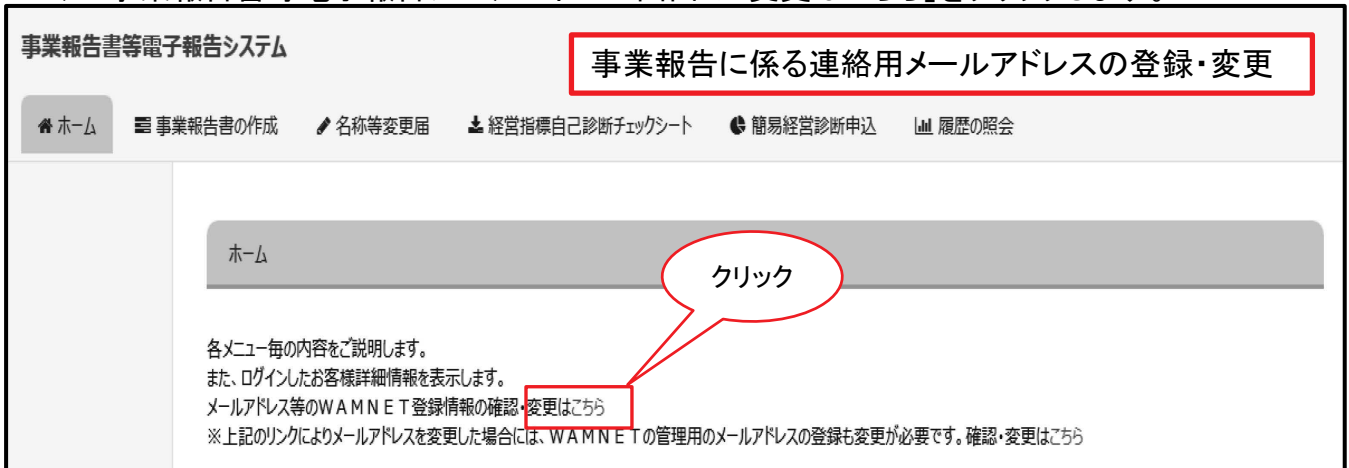 事業報告書等電子報告システム
事業報告に係る連絡用メールアドレスの登録・変更
ホーム 事業報告書の作成 名称等変更届 経営指標自己診断チェックシート 簡易経営診断申込 履歴の照会
ホーム
クリック
各メニュー毎の内容をご説明します。
また、ログインしたお客様詳細情報を表示します。
メールアドレス等のWAMNET登録情報の確認・変更はこちら
※上記のリンクによりメールアドレスを変更した場合には、WAMNETの管理用のメールアドレスの登録も変更が必要です。確認・変更はこちら